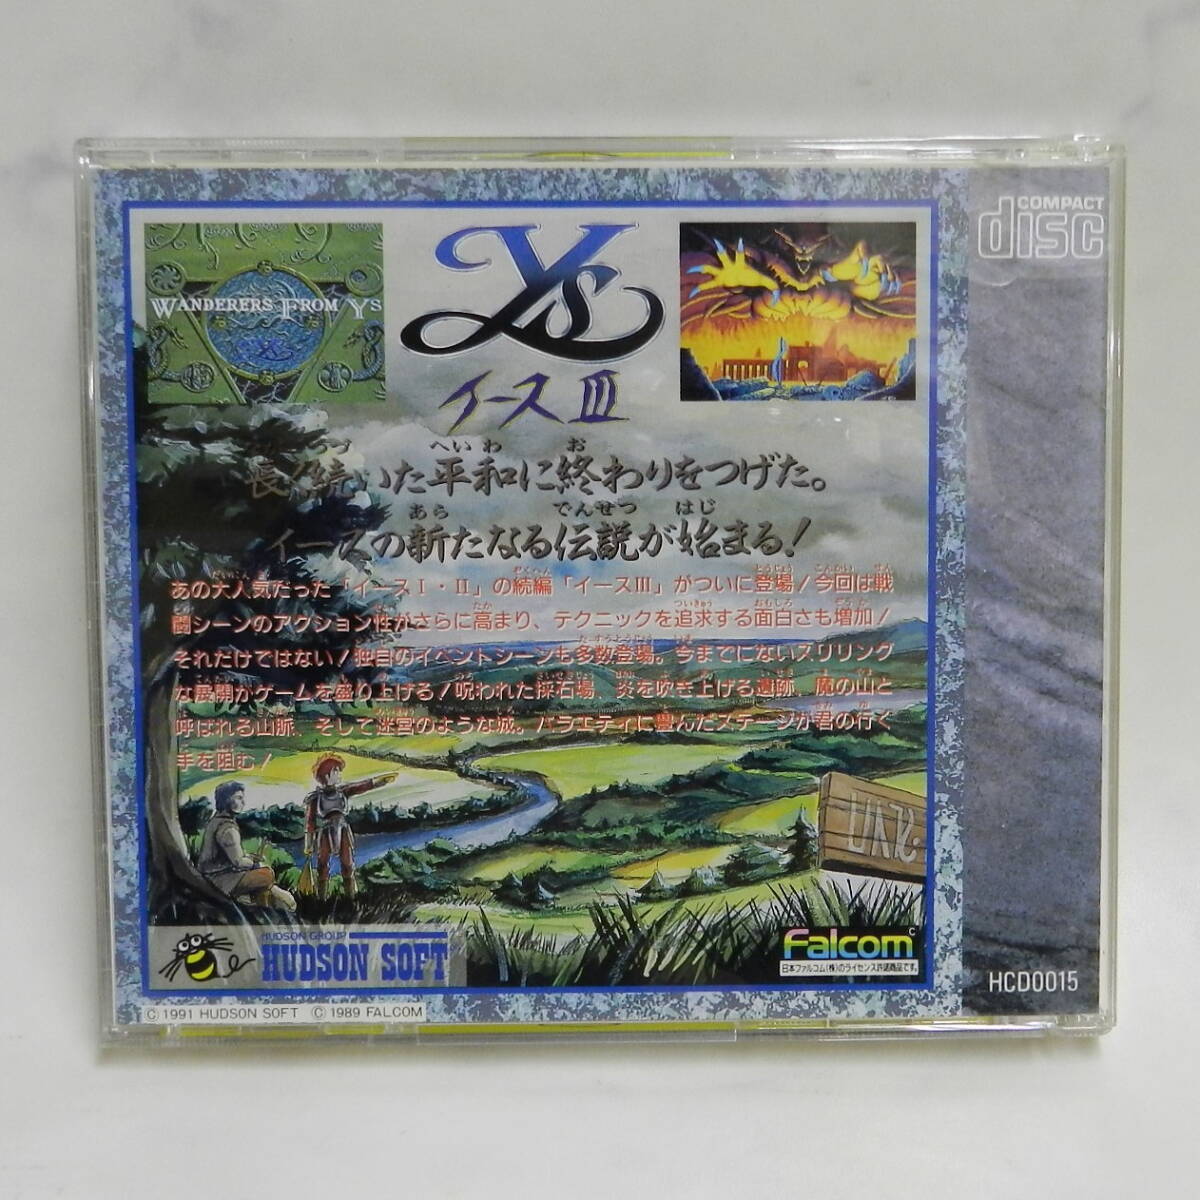 COMPACT
disc
WANDERERS FROM YS
Ys
イースⅢ
長く続いた平和に終わりをつげた。
イースの新たなる伝説が始まる!
あの大人気だった「イースⅠ・Ⅱ」の続編「イースⅢ」がついに登場!今回は戦
闘シーンのアクション性がさらに高まり、テクニックを追求する面白さも増加!
それだけではない!独自のイベントシーンも多数登場。今までにないスリリング
な展開がゲームを盛り上げる!呪われた採石場、炎を吹き上げる遺跡、魔の山と
呼ばれる山脈、そして迷宮のような城。バラエティに豊んだステージが君の行く
手を阻む!
HUDSON GROUP
HUDSON SOFT
Falcom
日本ファルコム(株)のライセンス許諾商品です。
HCD0015
© 1991 HUDSON SOFT © 1989 FALCOM